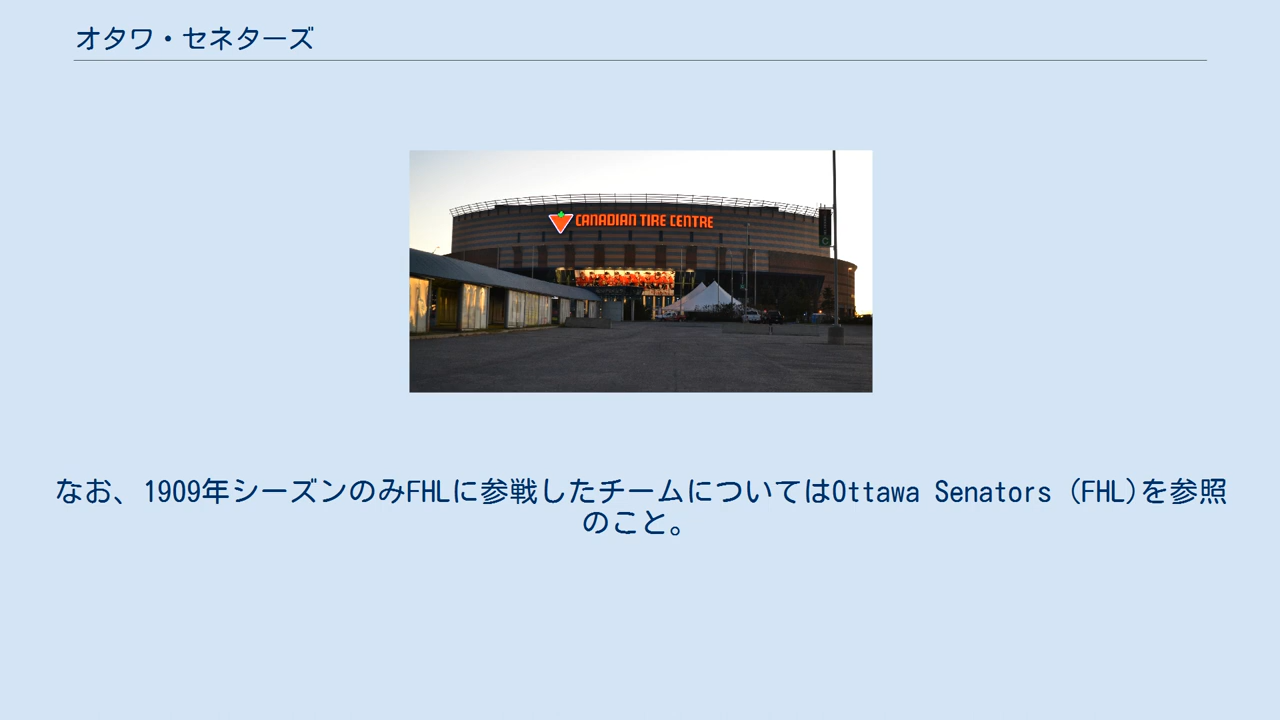 オタワ・セネターズ
CANADIAN TIRE CENTRE
なお、1909年シーズンのみFHLに参戦したチームについてはOttawa Senators (FHL)を参照
のこと。